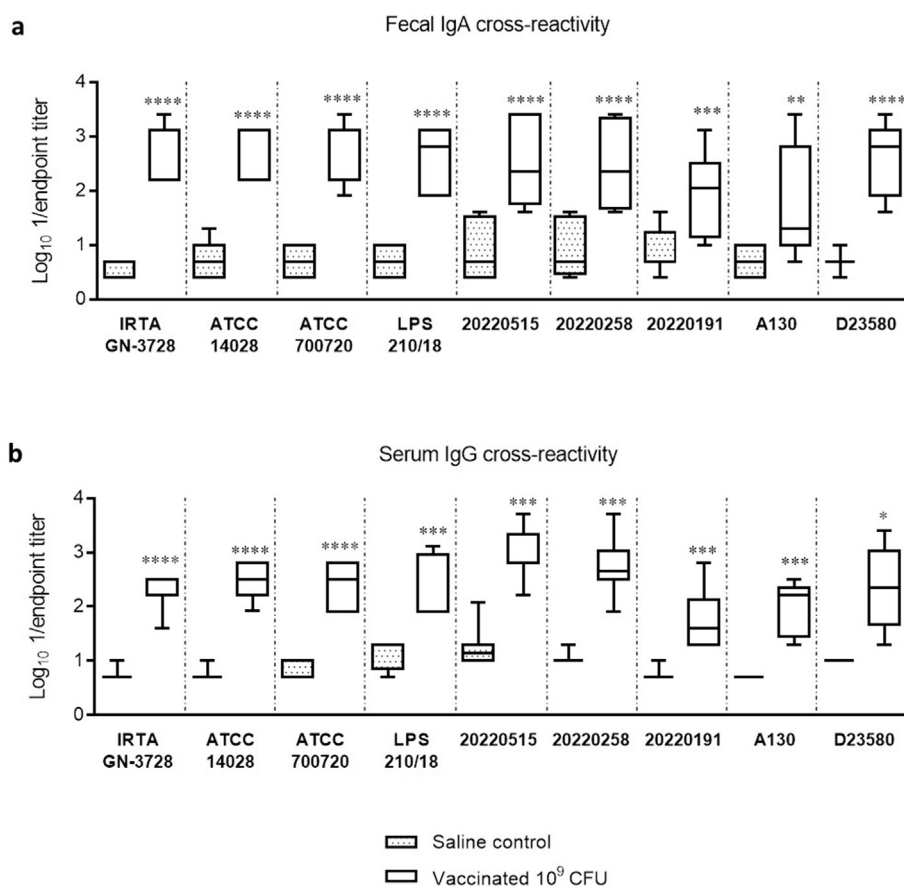 a
Fecal IgA cross-reactivity
Log₁₀ 1/endpoint titer
4
3
2
1
0
**** **** **** **** **** **** *** ** ****
IRTA GN-3728
ATCC 14028
ATCC 700720
LPS 210/18
20220515
20220258
20220191
A130
D23580
b
Serum IgG cross-reactivity
Log₁₀ 1/endpoint titer
4
3
2
1
0
**** **** **** *** *** *** *** *** *
IRTA GN-3728
ATCC 14028
ATCC 700720
LPS 210/18
20220515
20220258
20220191
A130
D23580
Saline control
Vaccinated 10⁹ CFU